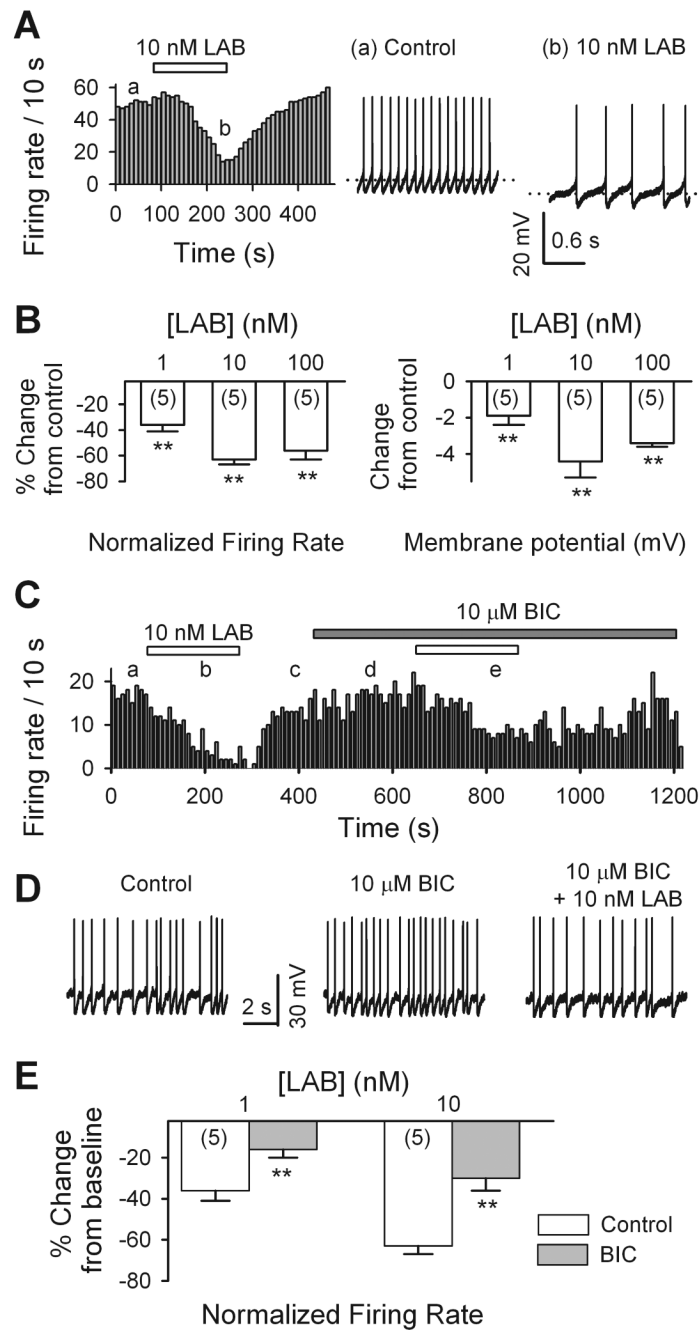 A
10 nM LAB
(a) Control
(b) 10 nM LAB
Firing rate / 10 s
60
40
20
0
a
b
0 100 200 300 400
Time (s)
20 mV
0.6 s
B
[LAB] (nM)
1 10 100
% Change
from control
-20
-40
-60
-80
(5) (5) (5)
** ** **
Normalized Firing Rate
[LAB] (nM)
1 10 100
Change
from control
0
-2
-4
(5) (5) (5)
** ** **
Membrane potential (mV)
C
10 µM BIC
10 nM LAB
a b c d e
Firing rate / 10 s
20
10
0
0 200 400 600 800 1000 1200
Time (s)
D
Control
10 µM BIC
10 µM BIC
+ 10 nM LAB
2 s
30 mV
E
[LAB] (nM)
1 10
% Change
from baseline
-20
-40
-60
-80
(5) (5)
** **
Control
BIC
Normalized Firing Rate